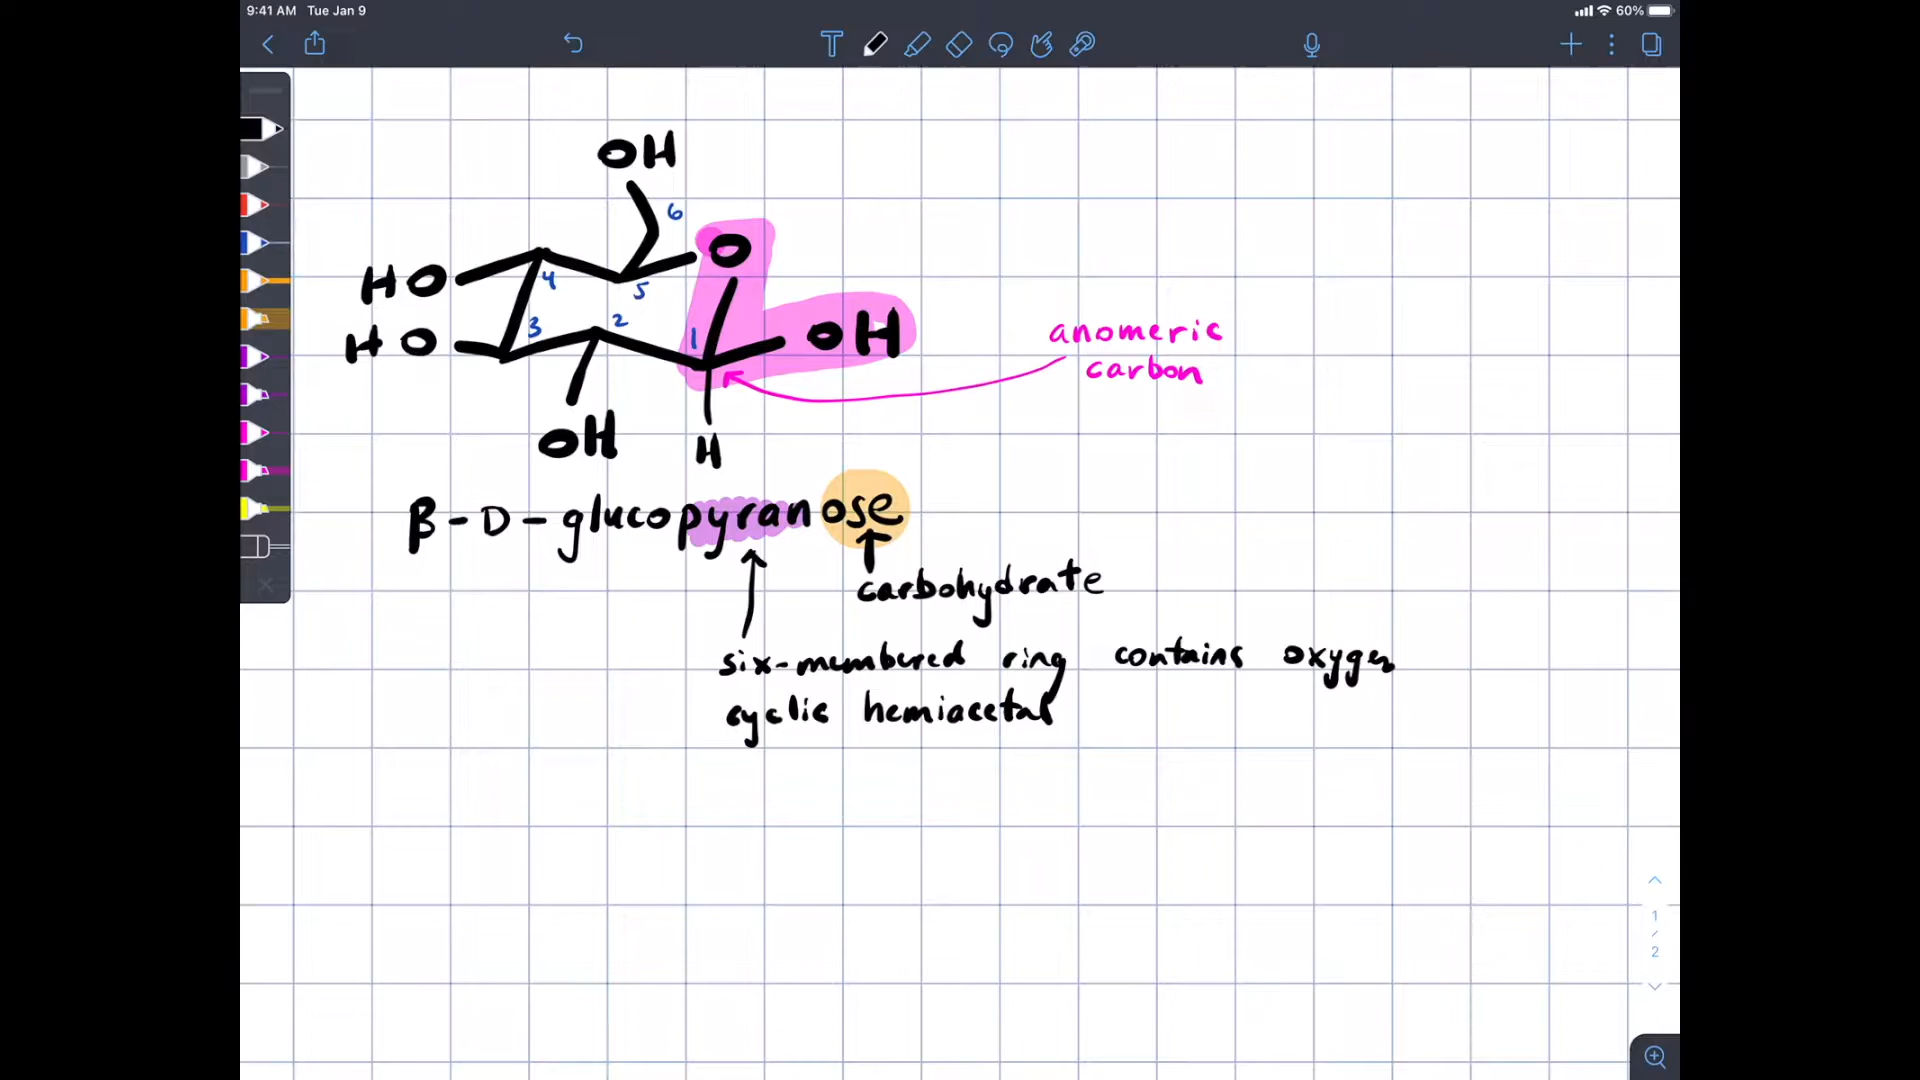 9:41 AM Tue Jan 9
60%
T
OH
6
O
HO
4
5
HO
3
2
1
OH
anomeric
carbon
OH
H
β-D-glucopyranose
carbohydrate
six-membered ring contains oxygen
cyclic hemiacetal
1
/
2